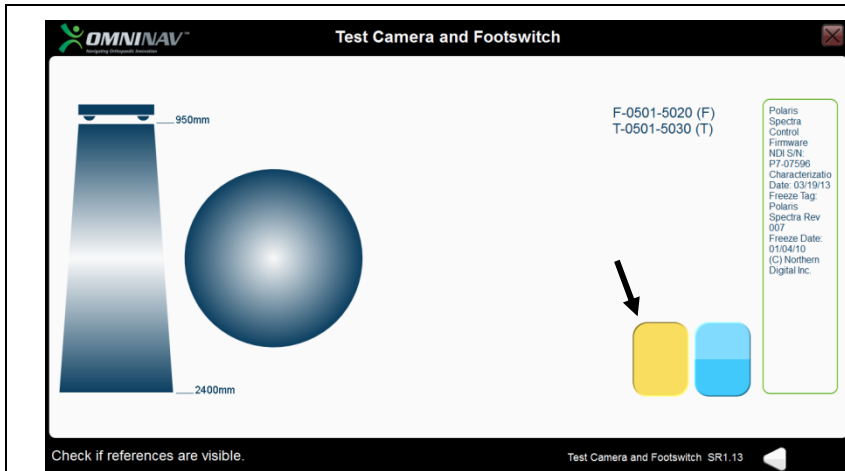 OMNINAV™
Navigating Orthopaedic Innovation
Test Camera and Footswitch
950mm
2400mm
F-0501-5020 (F)
T-0501-5030 (T)
Polaris
Spectra
Control
Firmware
NDI S/N:
P7-07596
Characterizatio
Date: 03/19/13
Freeze Tag:
Polaris
Spectra Rev
007
Freeze Date:
01/04/10
(C) Northern
Digital Inc.
Check if references are visible.
Test Camera and Footswitch SR1.13